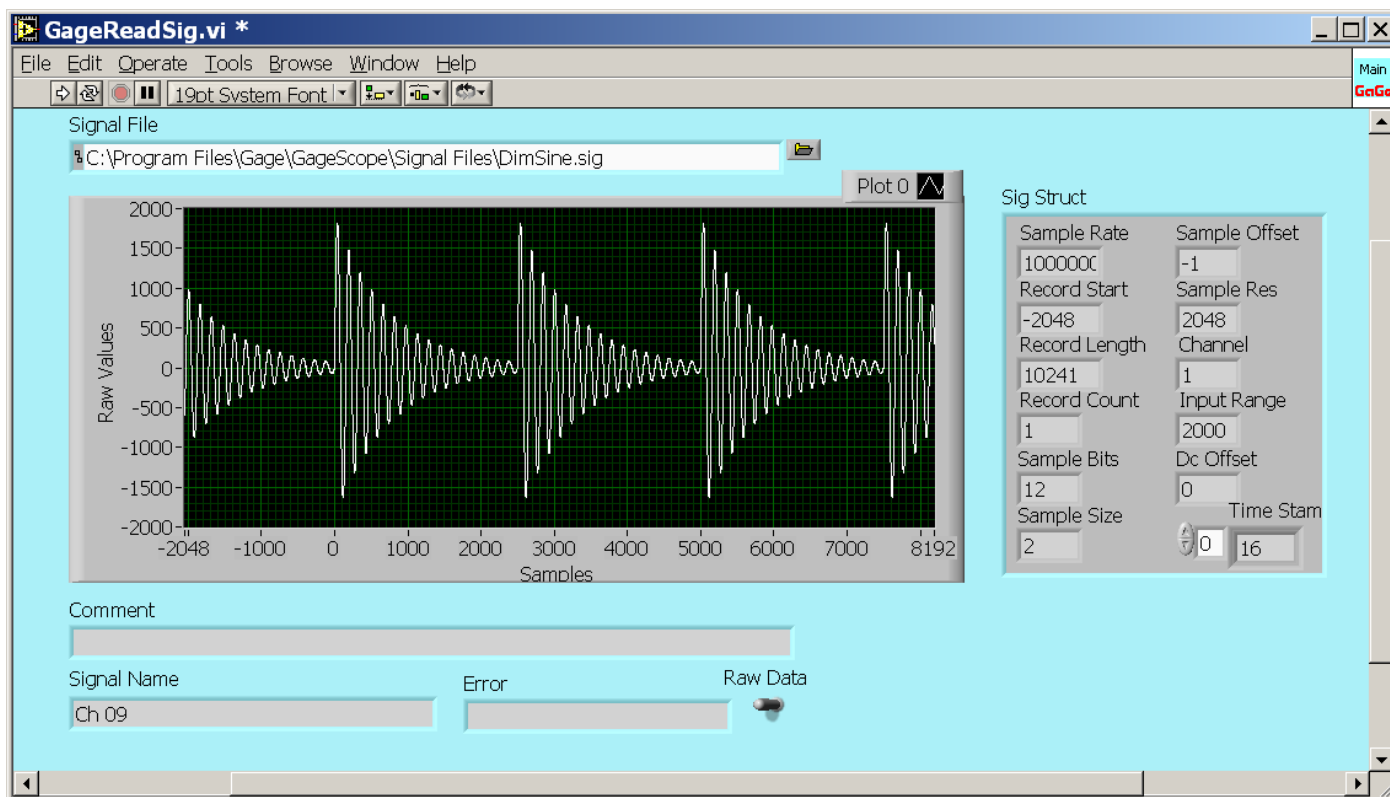 GageReadSig.vi *
File Edit Operate Tools Browse Window Help
Main
GaGe
19pt System Font
Signal File
C:\Program Files\Gage\GageScope\Signal Files\DimSine.sig
Plot 0
2000
1500
1000
500
0
-500
-1000
-1500
-2000
Raw Values
-2048 -1000 0 1000 2000 3000 4000 5000 6000 7000 8192
Samples
Sig Struct
Sample Rate Sample Offset
1000000 -1
Record Start Sample Res
-2048 2048
Record Length Channel
10241 1
Record Count Input Range
1 2000
Sample Bits Dc Offset
12 0
Sample Size Time Stam
2 0 16
Comment
Signal Name Error Raw Data
Ch 09